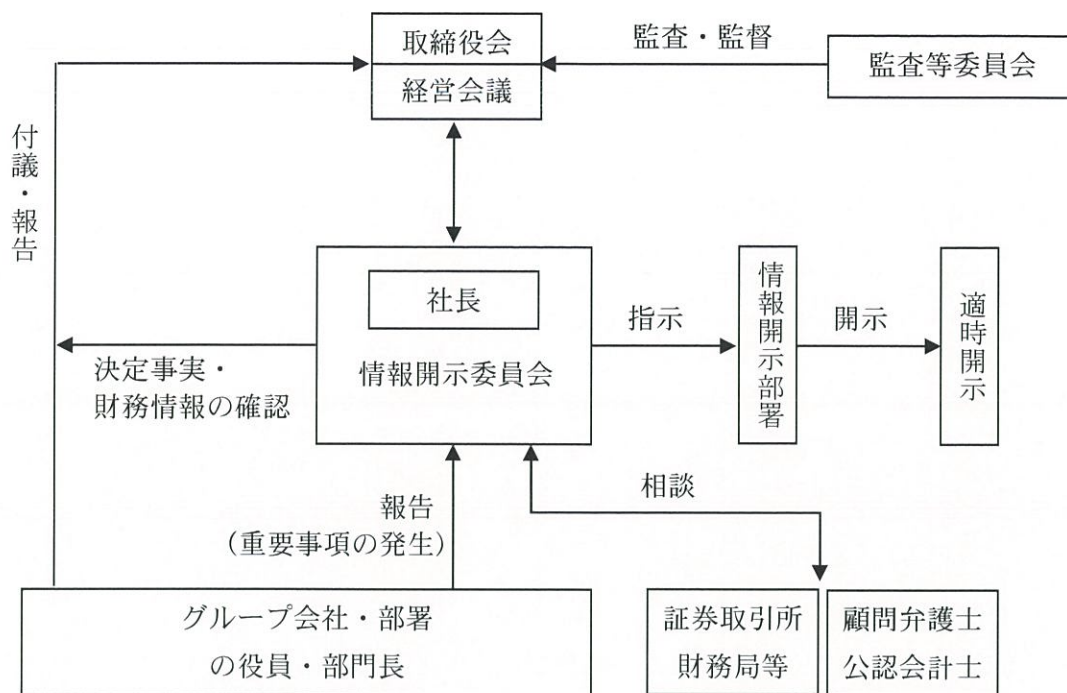 取締役会
経営会議
監査・監督
監査等委員会
付議・報告
社長
情報開示委員会
指示
情報開示部署
開示
適時開示
決定事実・
財務情報の確認
相談
報告
（重要事項の発生）
グループ会社・部署
の役員・部門長
証券取引所
財務局等
顧問弁護士
公認会計士